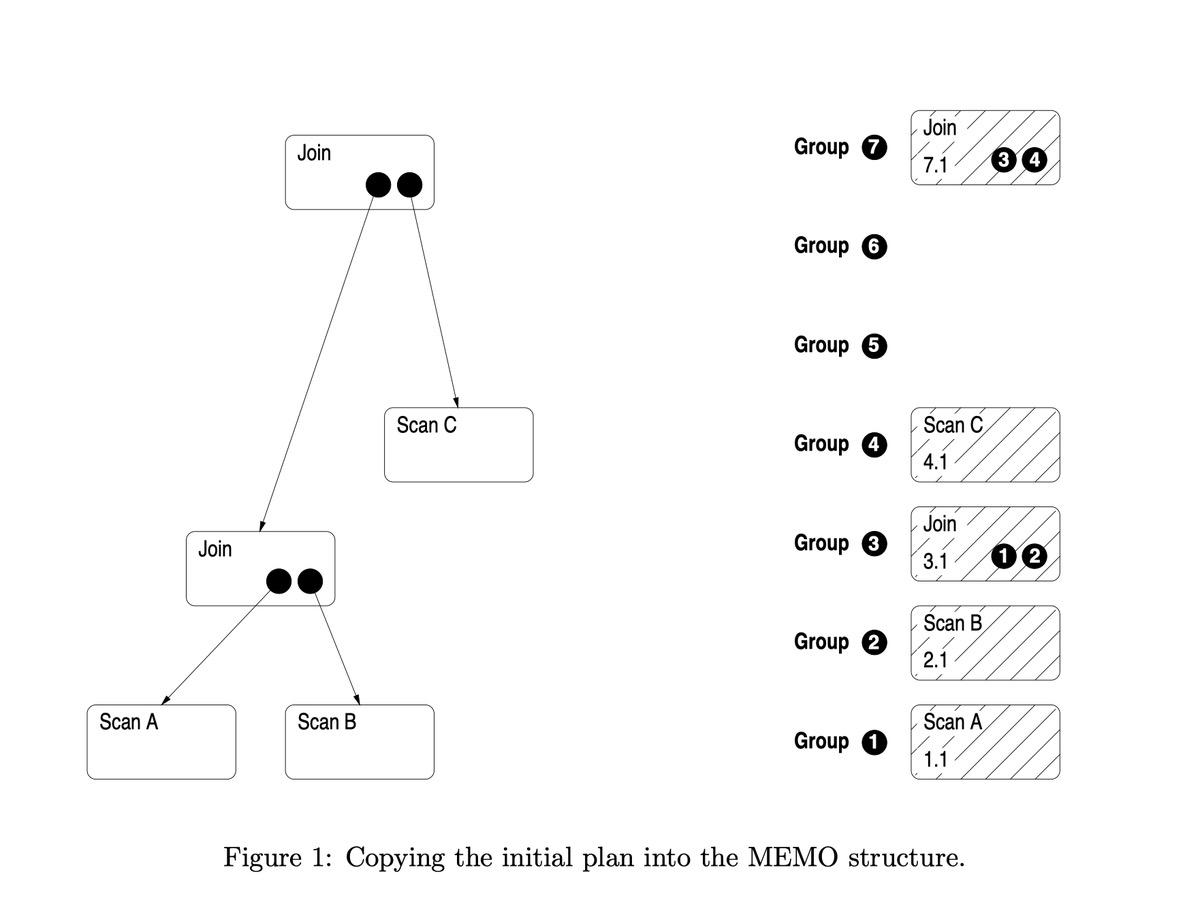 Join
Scan C
Join
Scan A
Scan B
Group 7
Join
7.1 3 4
Group 6
Group 5
Group 4
Scan C
4.1
Group 3
Join
3.1 1 2
Group 2
Scan B
2.1
Group 1
Scan A
1.1
Figure 1: Copying the initial plan into the MEMO structure.